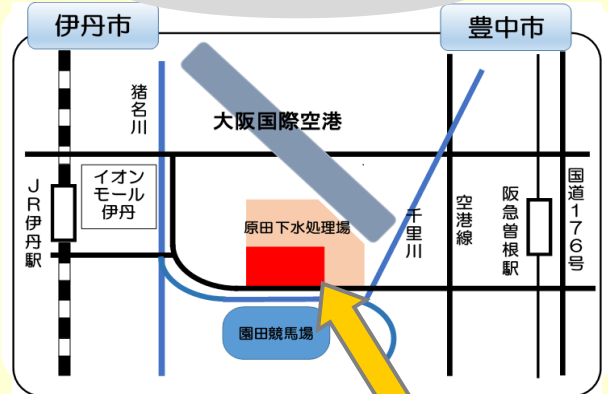 伊丹市
豊中市
猪名川
大阪国際空港
イオン
モール
伊丹
JR伊丹駅
原田下水処理場
千里川
空港線
阪急曽根駅
国道176号
園田競馬場